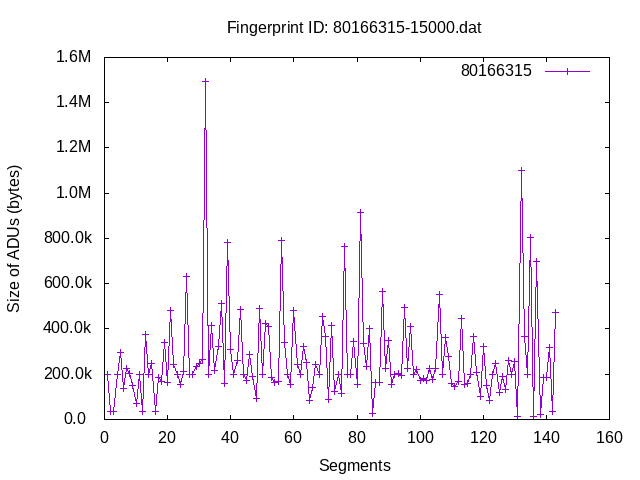 Fingerprint ID: 80166315-15000.dat
80166315
Size of ADUs (bytes)
1.6M
1.4M
1.2M
1.0M
800.0k
600.0k
400.0k
200.0k
0.0
0 20 40 60 80 100 120 140 160
Segments